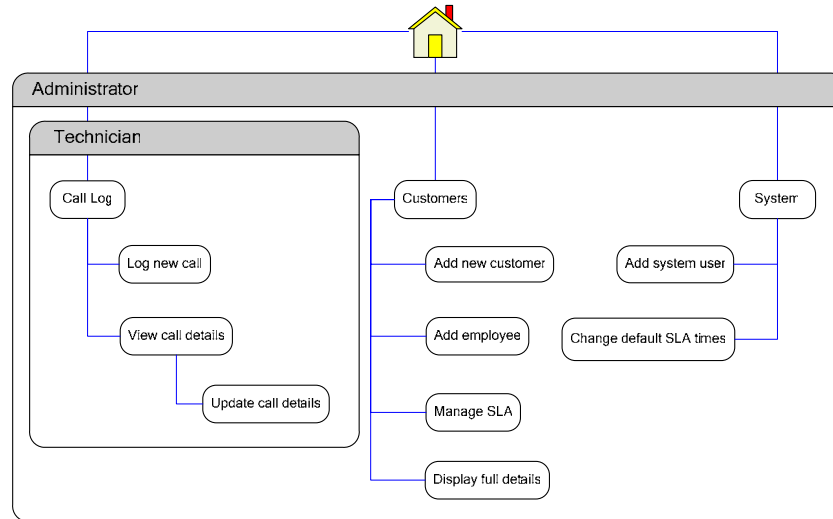 Administrator
Technician
Call Log
Customers
System
Log new call
Add new customer
Add system user
View call details
Add employee
Change default SLA times
Update call details
Manage SLA
Display full details